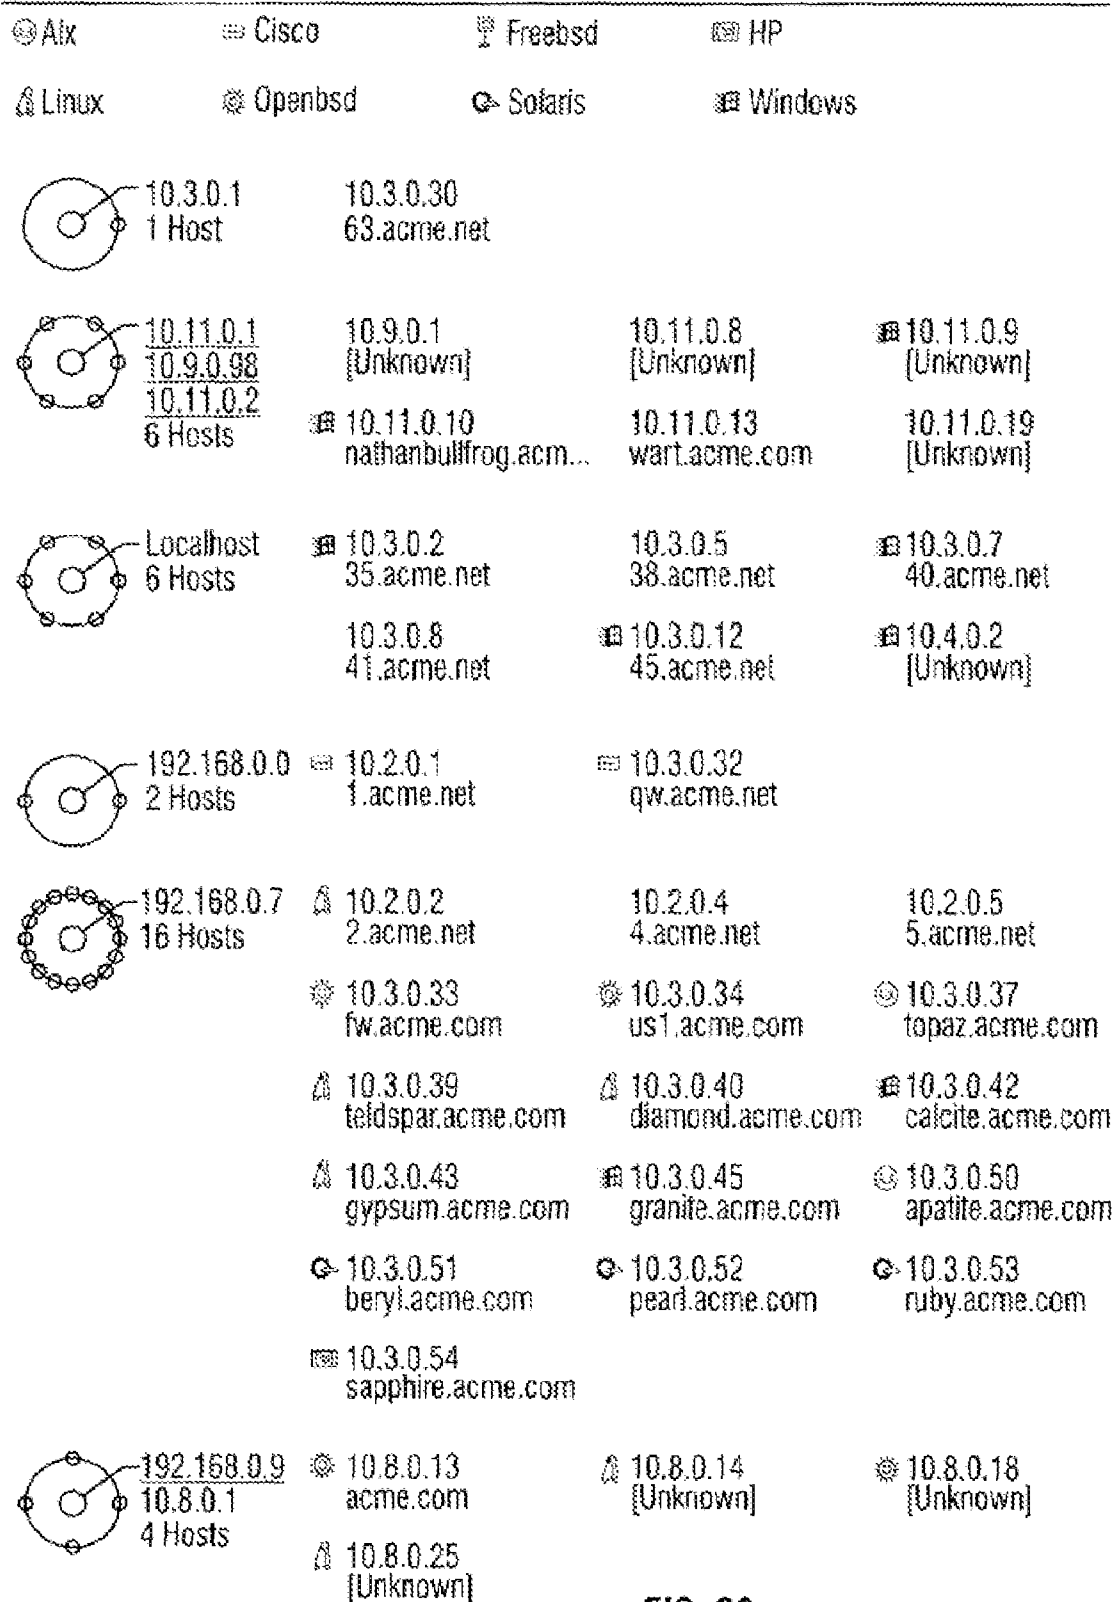 Aix Cisco Freebsd HP
Linux Openbsd Solaris Windows
10.3.0.1 10.3.0.30
1 Host 63.acme.net
10.11.0.1 10.9.0.1 10.11.0.8 10.11.0.9
10.9.0.98 [Unknown] [Unknown] [Unknown]
10.11.0.2 10.11.0.10 10.11.0.13 10.11.0.19
6 Hosts nathanbullfrog.acm... wart.acme.com [Unknown]
Localhost 10.3.0.2 10.3.0.5 10.3.0.7
6 Hosts 35.acme.net 38.acme.net 40.acme.net
10.3.0.8 10.3.0.12 10.4.0.2
41.acme.net 45.acme.net [Unknown]
192.168.0.0 10.2.0.1 10.3.0.32
2 Hosts 1.acme.net qw.acme.net
192.168.0.7 10.2.0.2 10.2.0.4 10.2.0.5
16 Hosts 2.acme.net 4.acme.net 5.acme.net
10.3.0.33 10.3.0.34 10.3.0.37
fw.acme.com us1.acme.com topaz.acme.com
10.3.0.39 10.3.0.40 10.3.0.42
teldspar.acme.com diamond.acme.com calcite.acme.com
10.3.0.43 10.3.0.45 10.3.0.50
gypsum.acme.com granite.acme.com apatite.acme.com
10.3.0.51 10.3.0.52 10.3.0.53
beryl.acme.com pearl.acme.com ruby.acme.com
10.3.0.54
sapphire.acme.com
192.168.0.9 10.8.0.13 10.8.0.14 10.8.0.18
10.8.0.1 acme.com [Unknown] [Unknown]
4 Hosts 10.8.0.25
[Unknown]